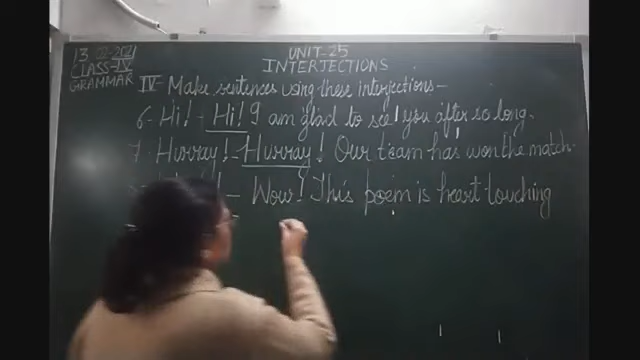 13-02-2021
UNIT-25
CLASS-IX
INTERJECTIONS
GRAMMAR
IV- Make sentences using these interjections-
6- Hi! - Hi! I am glad to see you after so long.
7- Hurray! - Hurray! Our team has won the match.
- Wow! This poem is heart touching